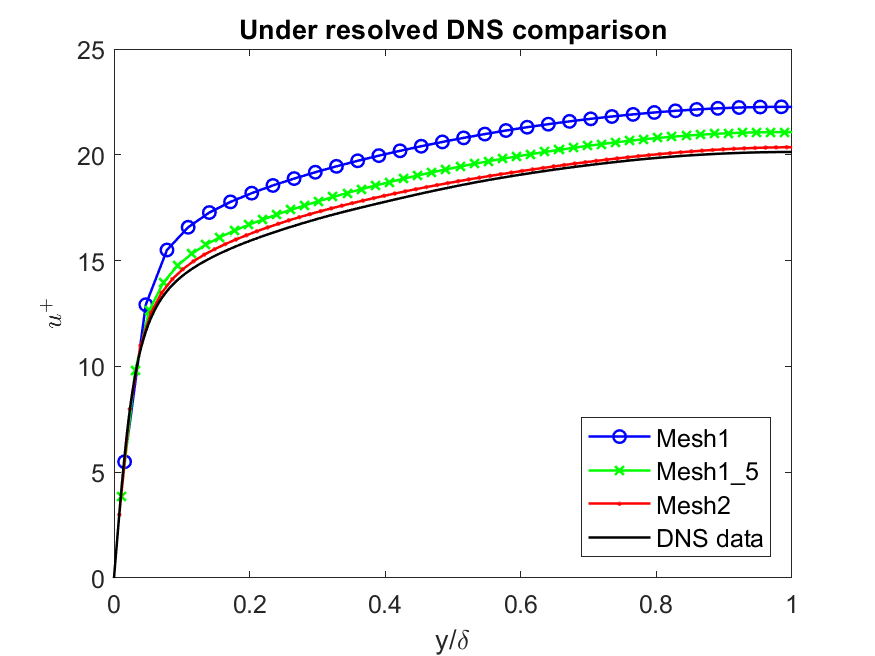 Under resolved DNS comparison
25
20
15
10
5
0
u⁺
0
0.2
0.4
0.6
0.8
1
y/δ
Mesh1
Mesh1_5
Mesh2
DNS data